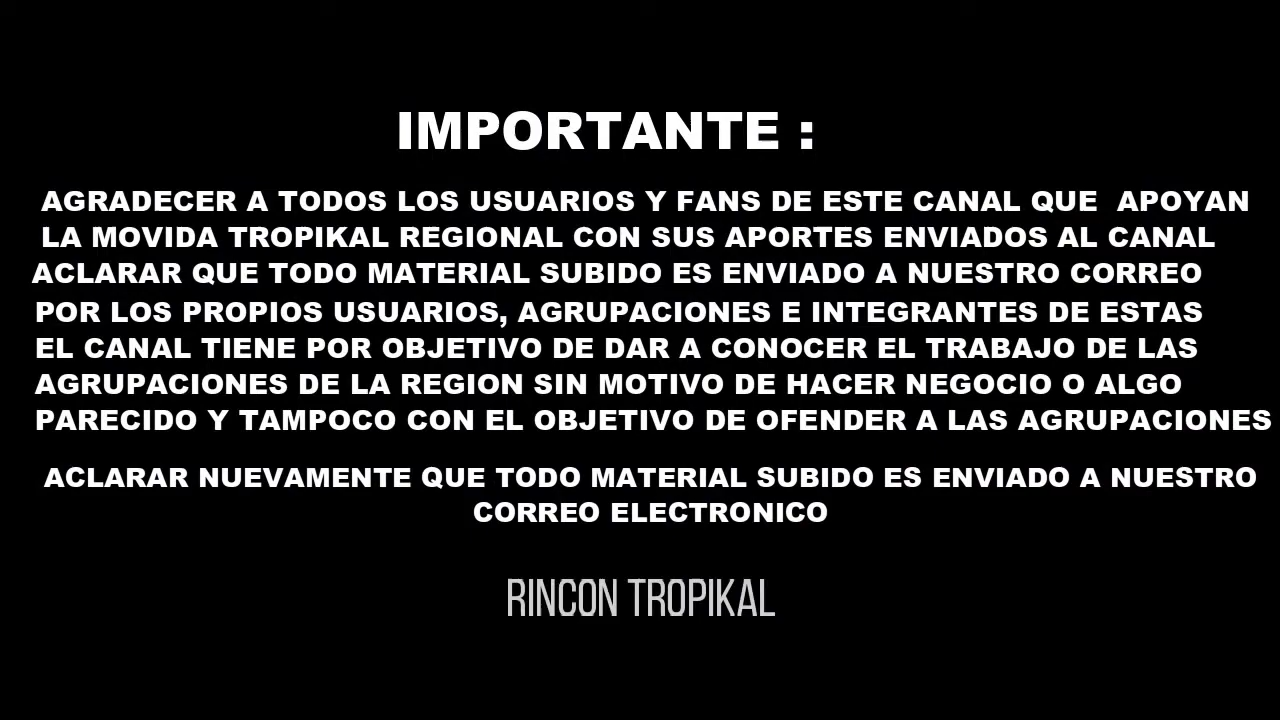 IMPORTANTE :
AGRADECER A TODOS LOS USUARIOS Y FANS DE ESTE CANAL QUE  APOYAN
LA MOVIDA TROPIKAL REGIONAL CON SUS APORTES ENVIADOS AL CANAL
ACLARAR QUE TODO MATERIAL SUBIDO ES ENVIADO A NUESTRO CORREO
POR LOS PROPIOS USUARIOS, AGRUPACIONES E INTEGRANTES DE ESTAS
EL CANAL TIENE POR OBJETIVO DE DAR A CONOCER EL TRABAJO DE LAS
AGRUPACIONES DE LA REGION SIN MOTIVO DE HACER NEGOCIO O ALGO
PARECIDO Y TAMPOCO CON EL OBJETIVO DE OFENDER A LAS AGRUPACIONES
ACLARAR NUEVAMENTE QUE TODO MATERIAL SUBIDO ES ENVIADO A NUESTRO
CORREO ELECTRONICO
RINCON TROPIKAL